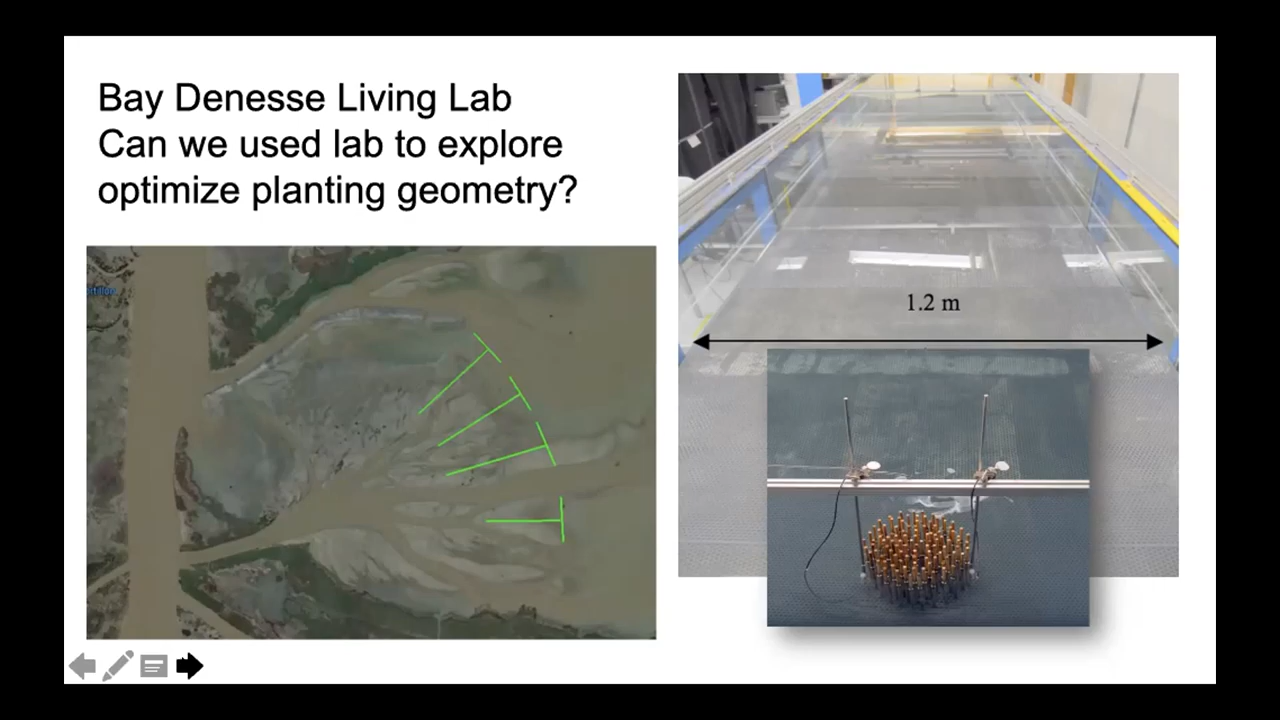 Bay Denesse Living Lab
Can we used lab to explore
optimize planting geometry?
1.2 m